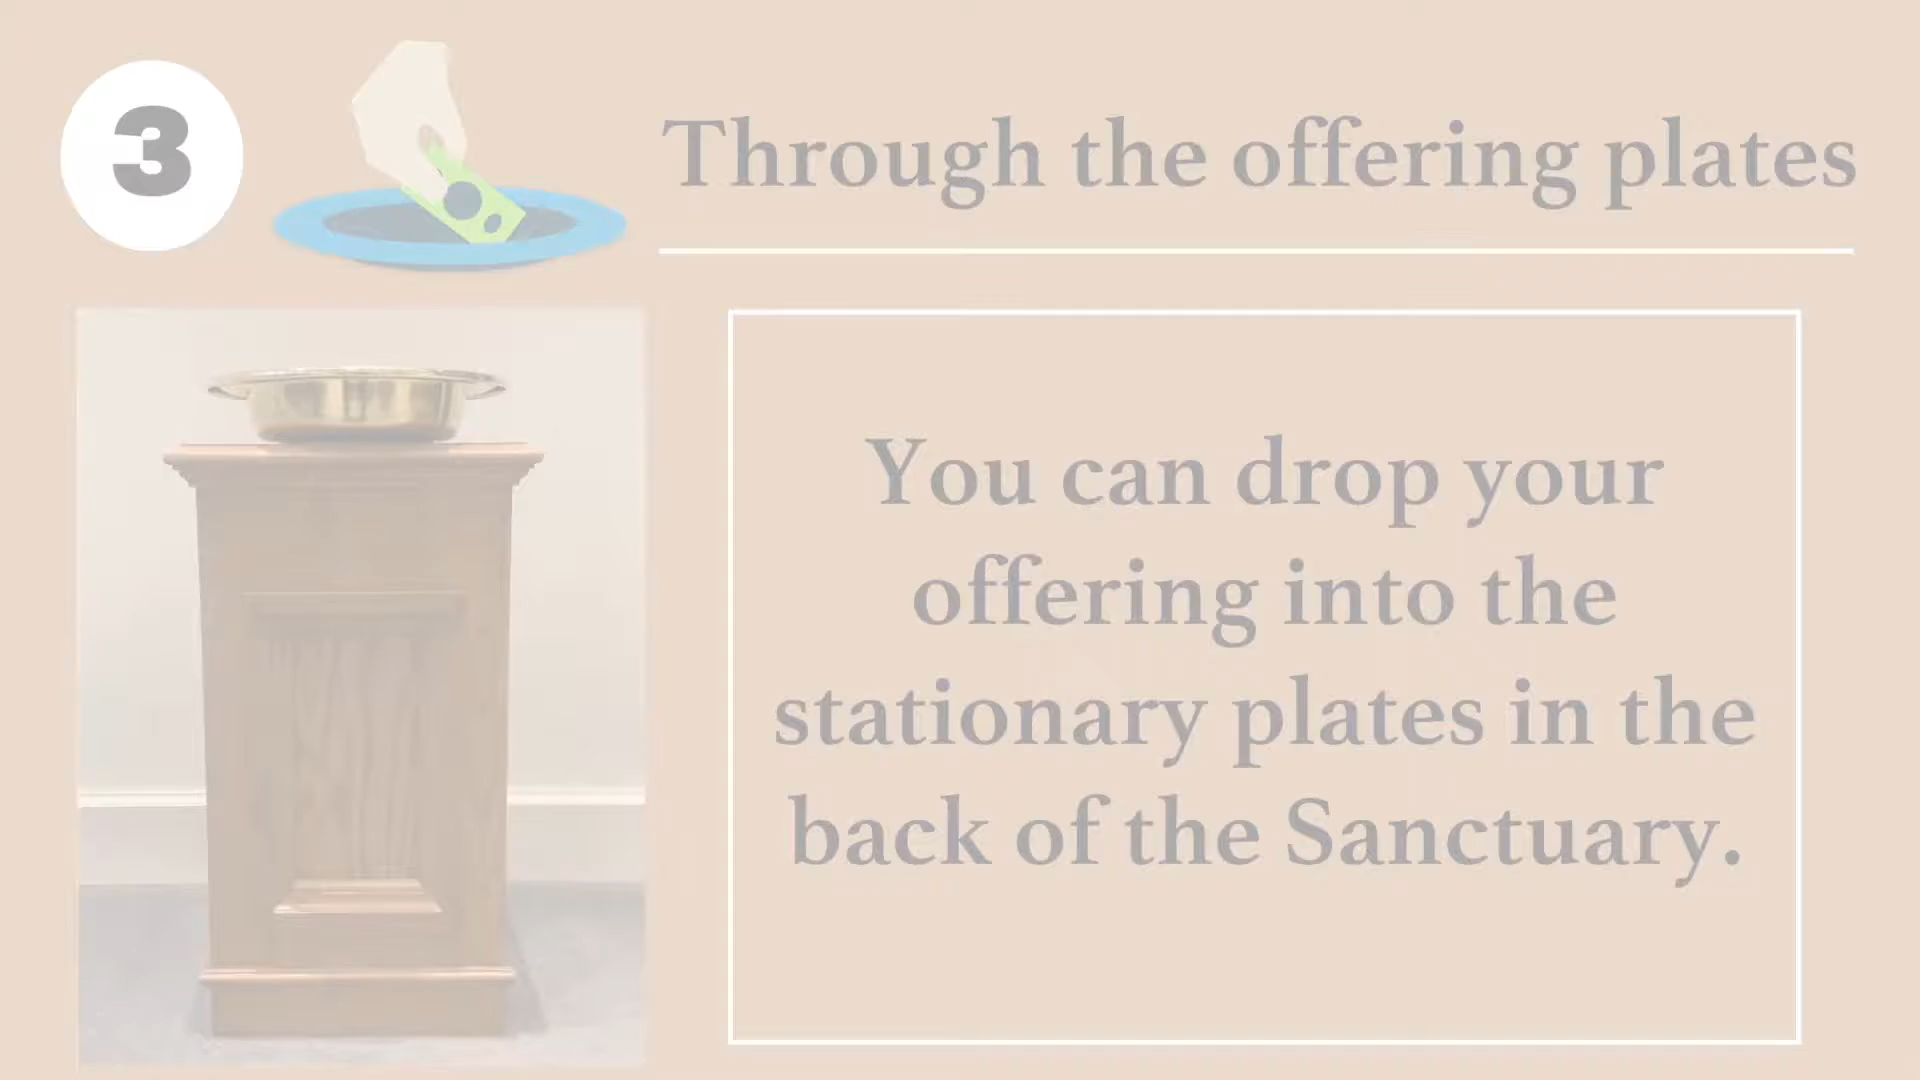 3
Through the offering plates
You can drop your
offering into the
stationary plates in the
back of the Sanctuary.